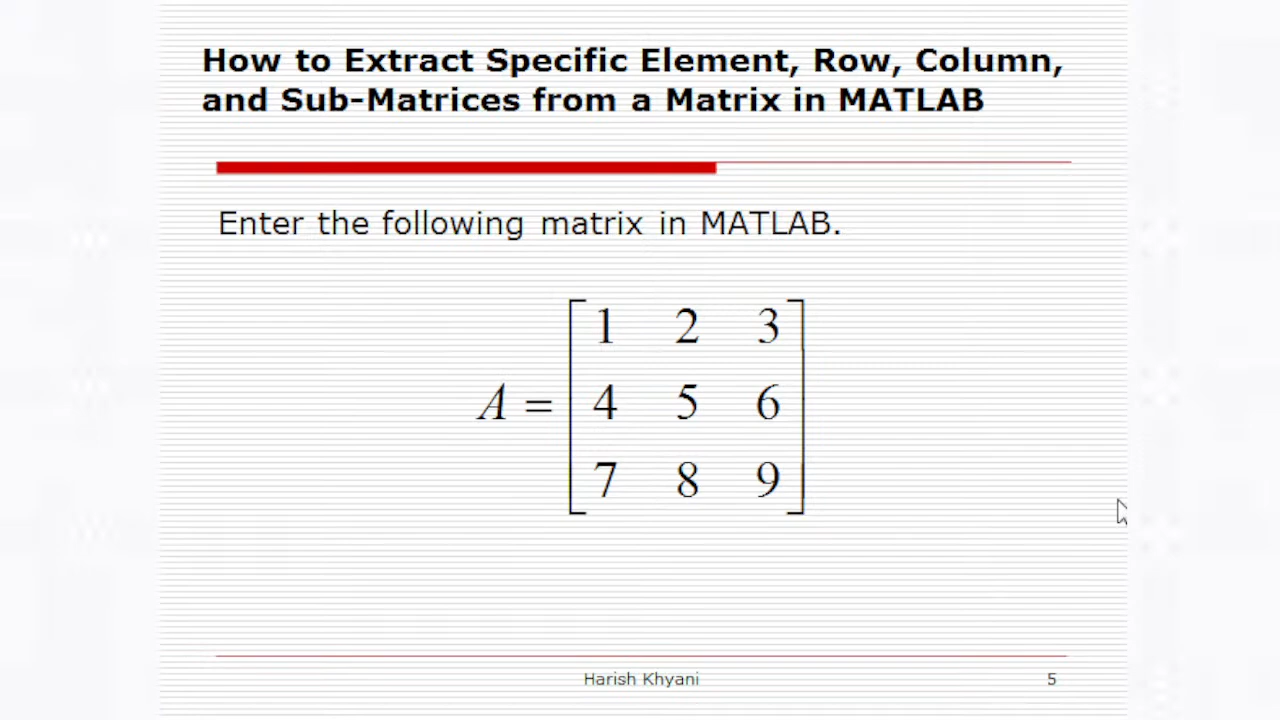 How to Extract Specific Element, Row, Column,
and Sub-Matrices from a Matrix in MATLAB
Enter the following matrix in MATLAB.
1 2 3
A = 4 5 6
7 8 9
Harish Khyani 5